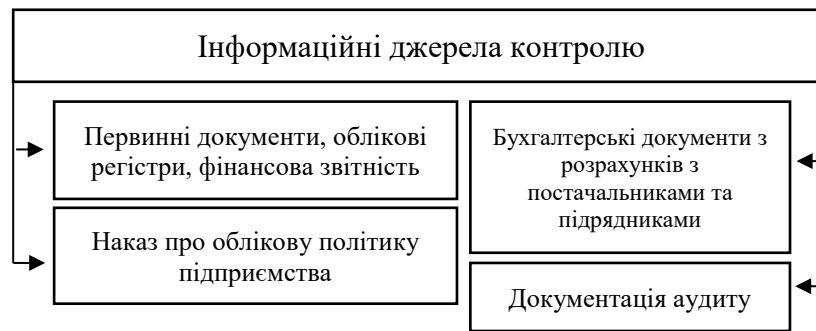 Інформаційні джерела контролю
Первинні документи, облікові
регістри, фінансова звітність
Наказ про облікову політику
підприємства
Бухгалтерські документи з
розрахунків з
постачальниками та
підрядниками
Документація аудиту